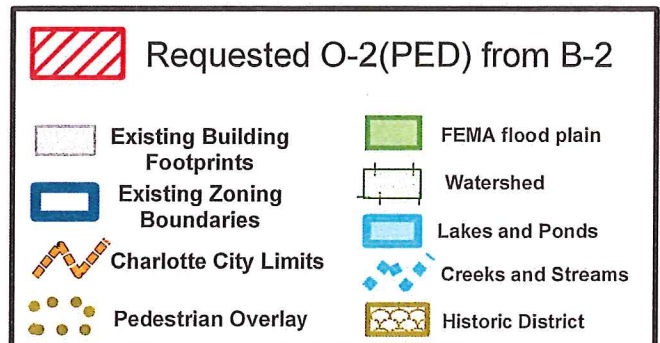 Requested O-2(PED) from B-2
Existing Building
Footprints
Existing Zoning
Boundaries
Charlotte City Limits
Pedestrian Overlay
FEMA flood plain
Watershed
Lakes and Ponds
Creeks and Streams
Historic District